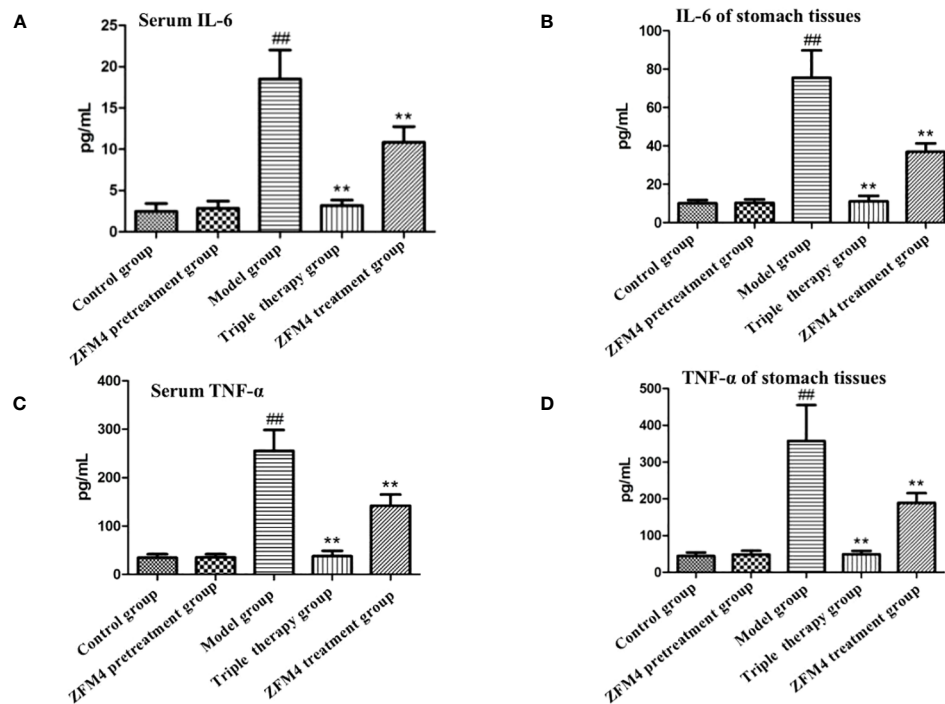 A
Serum IL-6
pg/mL
25
20
15
10
5
0
##
**
**
Control group
ZFM4 pretreatment group
Model group
Triple therapy group
ZFM4 treatment group
B
IL-6 of stomach tissues
pg/mL
100
80
60
40
20
0
##
**
**
Control group
ZFM4 pretreatment group
Model group
Triple therapy group
ZFM4 treatment group
C
Serum TNF-α
pg/mL
400
300
200
100
0
##
**
**
Control group
ZFM4 pretreatment group
Model group
Triple therapy group
ZFM4 treatment group
D
TNF-α of stomach tissues
pg/mL
500
400
300
200
100
0
##
**
**
Control group
ZFM4 pretreatment group
Model group
Triple therapy group
ZFM4 treatment group